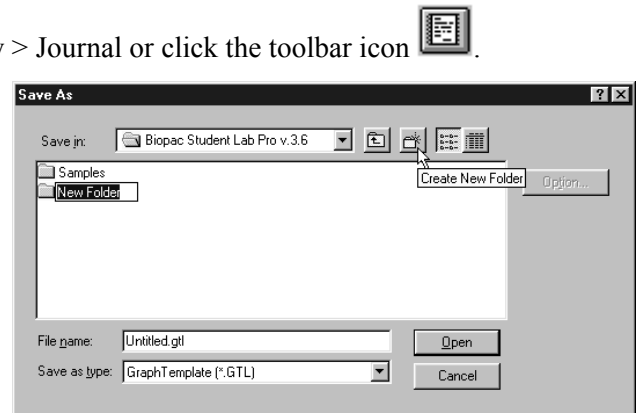 > Journal or click the toolbar icon .
Save As
Save in: Biopac Student Lab Pro v.3.6
Samples
Create New Folder
New Folder
Option...
File name: Untitled.gtl Open
Save as type: GraphTemplate (*.GTL) Cancel